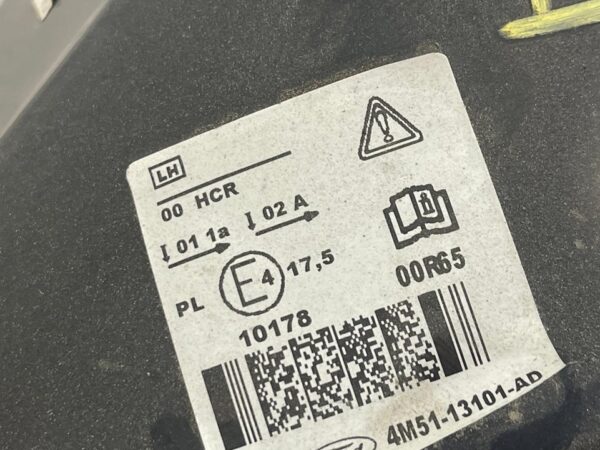 LH
00 HCR
01 1a 02 A
PL E4 17,5 00R65
10178
4M51-13101-AD